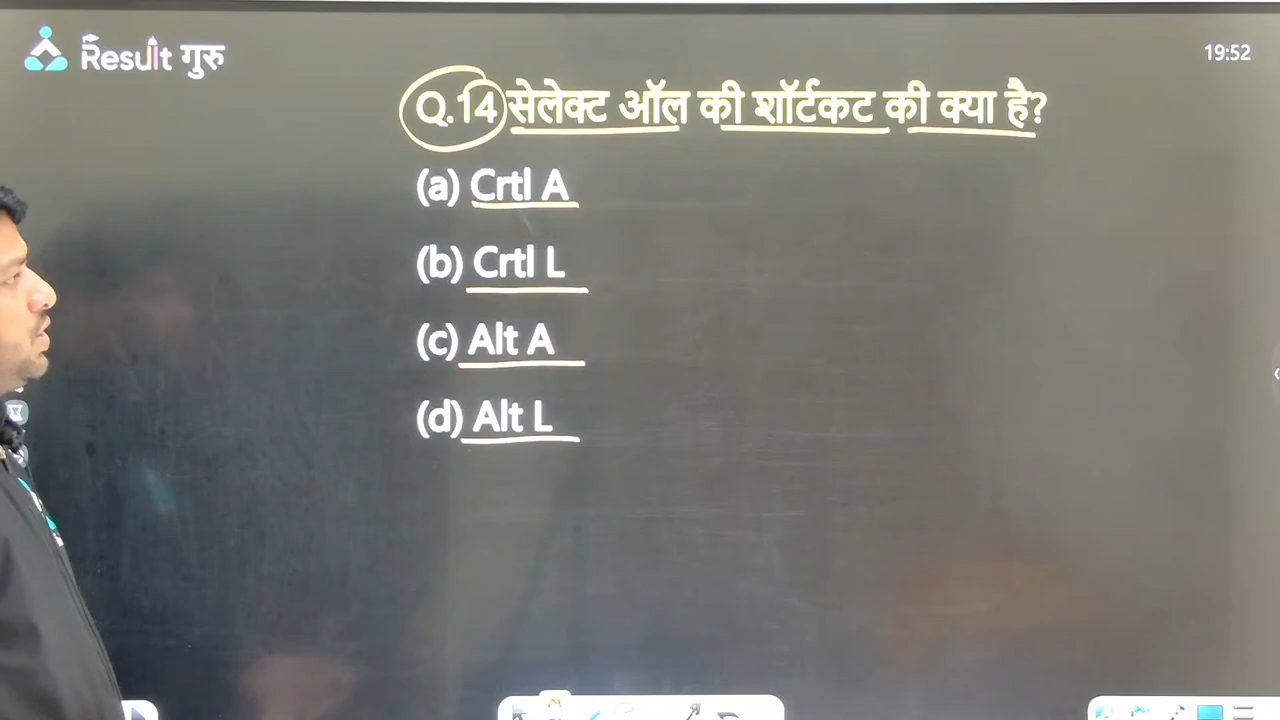 Result गुरु
19:52
Q.14 सेलेक्ट ऑल की शॉर्टकट की क्या है?
(a) Crtl A
(b) Crtl L
(c) Alt A
(d) Alt L